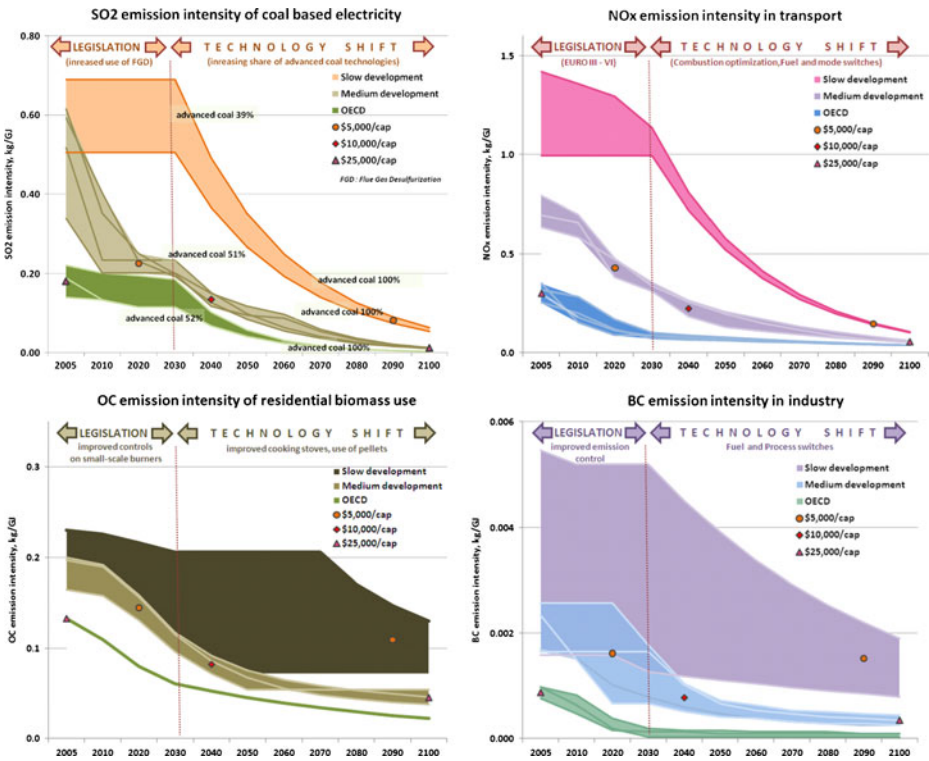 SO2 emission intensity of coal based electricity
0.80
0.60
0.40
0.20
0.00
SO2 emission intensity, kg/GJ
LEGISLATION
(inreased use of FGD)
TECHNOLOGY SHIFT
(inreasing share of advanced coal technologies)
Slow development
Medium development
OECD
$5,000/cap
$10,000/cap
$25,000/cap
FGD : Flue Gas Desulfurization
advanced coal 39%
advanced coal 51%
advanced coal 52%
advanced coal 100%
advanced coal 100%
advanced coal 100%
2005 2010 2020 2030 2040 2050 2060 2070 2080 2090 2100
NOx emission intensity in transport
1.5
1.0
0.5
0.0
NOx emission intensity, kg/GJ
LEGISLATION
(EURO III - VI)
TECHNOLOGY SHIFT
(Combustion optimization,Fuel and mode switches)
Slow development
Medium development
OECD
$5,000/cap
$10,000/cap
$25,000/cap
2005 2010 2020 2030 2040 2050 2060 2070 2080 2090 2100
OC emission intensity of residential biomass use
0.3
0.2
0.1
0.0
OC emission intensity, kg/GJ
LEGISLATION
improved controls
on small-scale burners
TECHNOLOGY SHIFT
improved cooking stoves, use of pellets
Slow development
Medium development
OECD
$5,000/cap
$10,000/cap
$25,000/cap
2005 2010 2020 2030 2040 2050 2060 2070 2080 2090 2100
BC emission intensity in industry
0.006
0.004
0.002
0.000
BC emission intensity, kg/GJ
LEGISLATION
improved emission
control
TECHNOLOGY SHIFT
Fuel and Process switches
Slow development
Medium development
OECD
$5,000/cap
$10,000/cap
$25,000/cap
2005 2010 2020 2030 2040 2050 2060 2070 2080 2090 2100